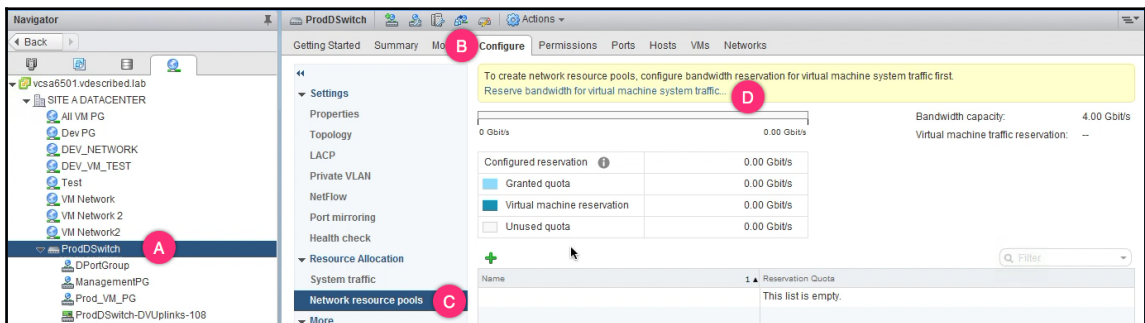 Navigator
Back
vcsa6501.vdescribed.lab
SITE A DATACENTER
All VM PG
Dev PG
DEV_NETWORK
DEV_VM_TEST
Test
VM Network
VM Network 2
VM Network2
ProdDSwitch A
DPortGroup
ManagementPG
Prod_VM_PG
ProdDSwitch-DVUplinks-108
ProdDSwitch Actions
Getting Started Summary Mo B Configure Permissions Ports Hosts VMs Networks
Settings
Properties
Topology
LACP
Private VLAN
NetFlow
Port mirroring
Health check
Resource Allocation
System traffic
Network resource pools C
More
To create network resource pools, configure bandwidth reservation for virtual machine system traffic first.
Reserve bandwidth for virtual machine system traffic... D
0 Gbit/s 0.00 Gbit/s
Bandwidth capacity: 4.00 Gbit/s
Virtual machine traffic reservation: --
Configured reservation 0.00 Gbit/s
Granted quota 0.00 Gbit/s
Virtual machine reservation 0.00 Gbit/s
Unused quota 0.00 Gbit/s
Filter
Name 1 ▲ Reservation Quota
This list is empty.